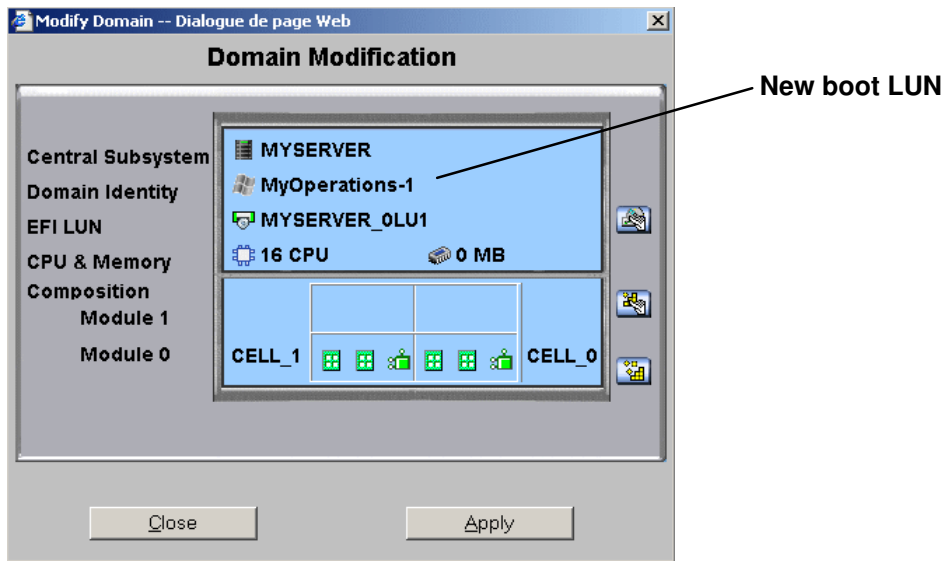 Modify Domain -- Dialogue de page Web
Domain Modification
New boot LUN
Central Subsystem MYSERVER
Domain Identity MyOperations-1
EFI LUN MYSERVER_0LU1
CPU & Memory 16 CPU 0 MB
Composition
Module 1
Module 0 CELL_1 CELL_0
Close Apply